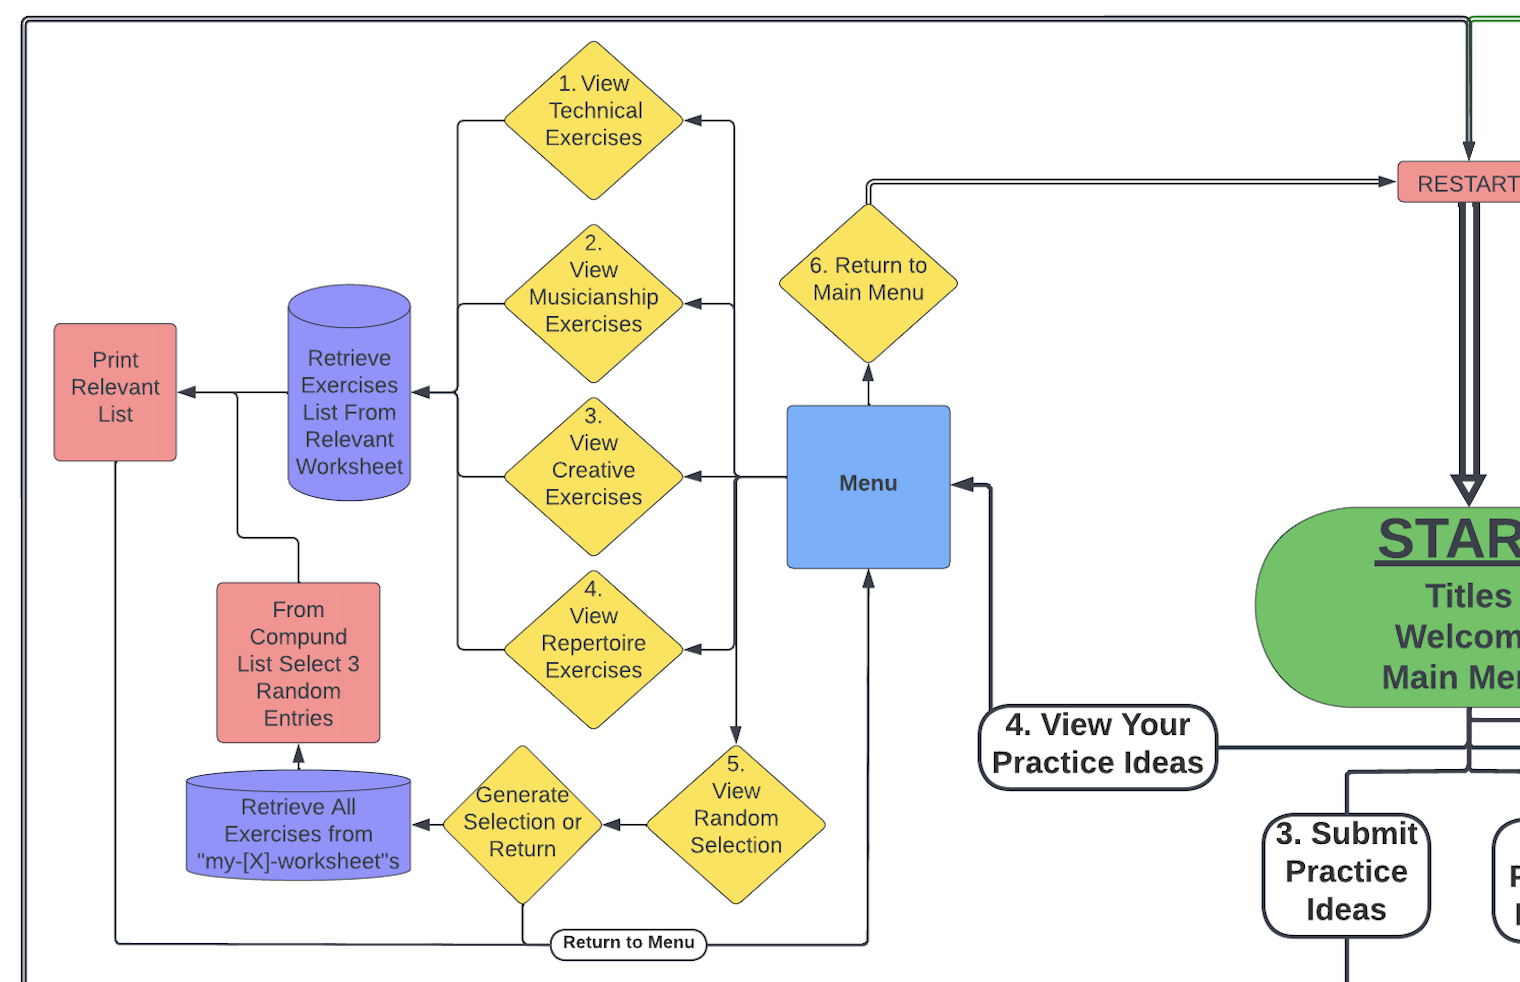 1. View
Technical
Exercises
2.
View
Musicianship
Exercises
3.
View
Creative
Exercises
4.
View
Repertoire
Exercises
5.
View
Random
Selection
6. Return to
Main Menu
Menu
Retrieve
Exercises
List From
Relevant
Worksheet
Print
Relevant
List
From
Compund
List Select 3
Random
Entries
Retrieve All
Exercises from
"my-[X]-worksheet"s
Generate
Selection or
Return
Return to Menu
RESTART
STAR
Titles
Welcom
Main Me
4. View Your
Practice Ideas
3. Submit
Practice
Ideas